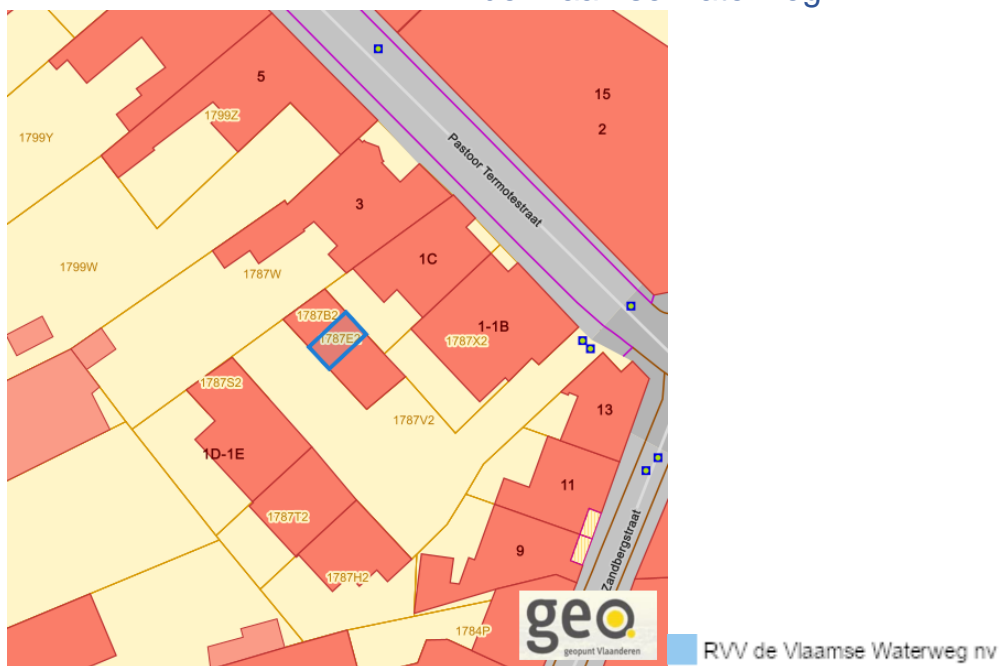 5
15
2
1799Z
1799Y
Pastoor Termotestraat
3
1C
1799W
1787W
1787B2
1787E2
1-1B
1787X2
1787S2
1787V2
13
1D-1E
11
1787T2
9
Zandbergstraat
1787H2
1784P
geo
geopunt Vlaanderen
RVV de Vlaamse Waterweg nv